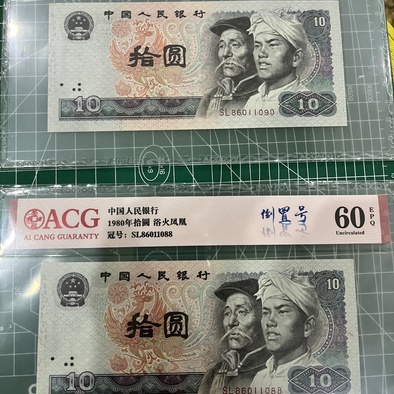 中国人民银行
10
拾圆
10
SL86011090
10
ACG
AI CANG GUARANTY
中国人民银行
1980年拾圆 浴火凤凰
冠号: SL86011088
倒置号
60 EPQ
Uncirculated
中国人民银行
10
拾圆
10
SL86011088
10